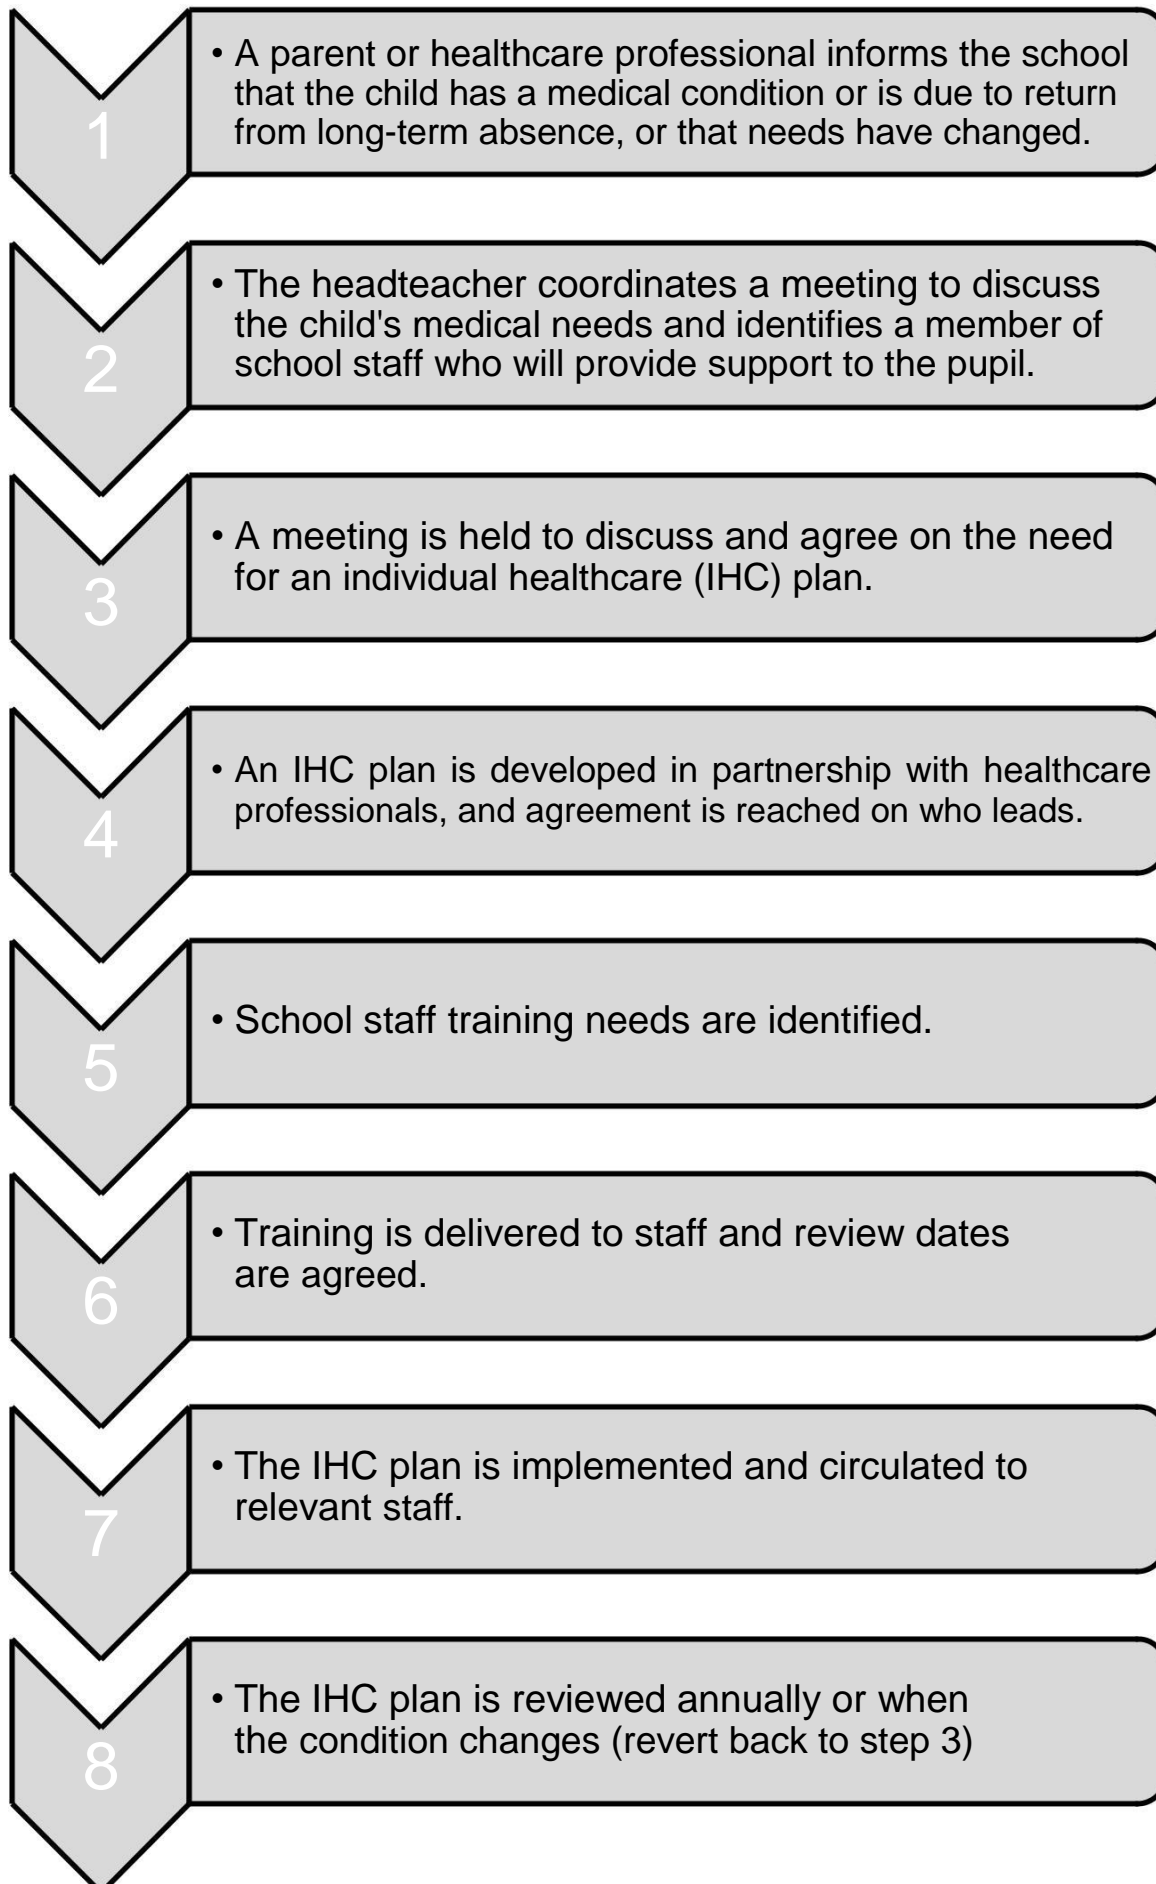 1
• A parent or healthcare professional informs the school
that the child has a medical condition or is due to return
from long-term absence, or that needs have changed.
2
• The headteacher coordinates a meeting to discuss
the child's medical needs and identifies a member of
school staff who will provide support to the pupil.
3
• A meeting is held to discuss and agree on the need
for an individual healthcare (IHC) plan.
4
• An IHC plan is developed in partnership with healthcare
professionals, and agreement is reached on who leads.
5
• School staff training needs are identified.
6
• Training is delivered to staff and review dates
are agreed.
7
• The IHC plan is implemented and circulated to
relevant staff.
8
• The IHC plan is reviewed annually or when
the condition changes (revert back to step 3)